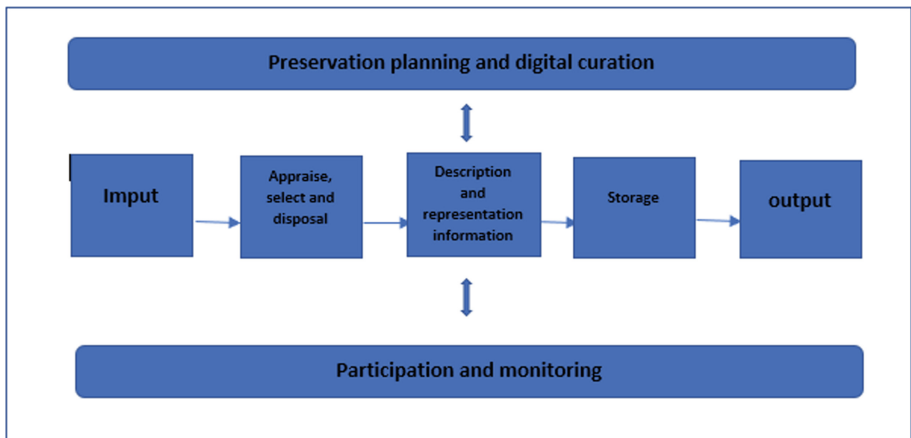 Preservation planning and digital curation
Imput
Appraise,
select and
disposal
Description
and
representation
information
Storage
output
Participation and monitoring